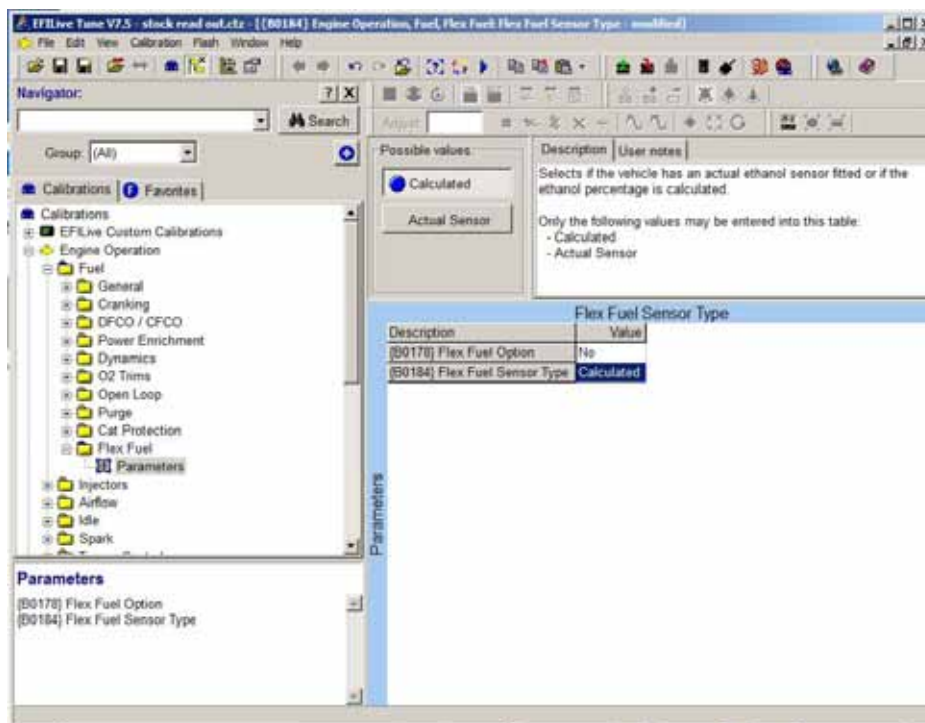 EFILive Tune V7.5 - stock read out.ctz - [{B0184} Engine Operation, Fuel, Flex Fuel: Flex Fuel Sensor Type - modified]
File Edit View Calibration Flash Window Help
Navigator:
Search
Group: (All)
Calibrations Favorites
Calibrations
EFILive Custom Calibrations
Engine Operation
Fuel
General
Cranking
DFCO / CFCO
Power Enrichment
Dynamics
O2 Trims
Open Loop
Purge
Cat Protection
Flex Fuel
Parameters
Injectors
Airflow
Idle
Spark
Parameters
{B0178} Flex Fuel Option
{B0184} Flex Fuel Sensor Type
Adjust:
Possible values:
Calculated
Actual Sensor
Description User notes
Selects if the vehicle has an actual ethanol sensor fitted or if the
ethanol percentage is calculated.
Only the following values may be entered into this table:
- Calculated
- Actual Sensor
Flex Fuel Sensor Type
Description Value
{B0178} Flex Fuel Option No
{B0184} Flex Fuel Sensor Type Calculated
Parameters